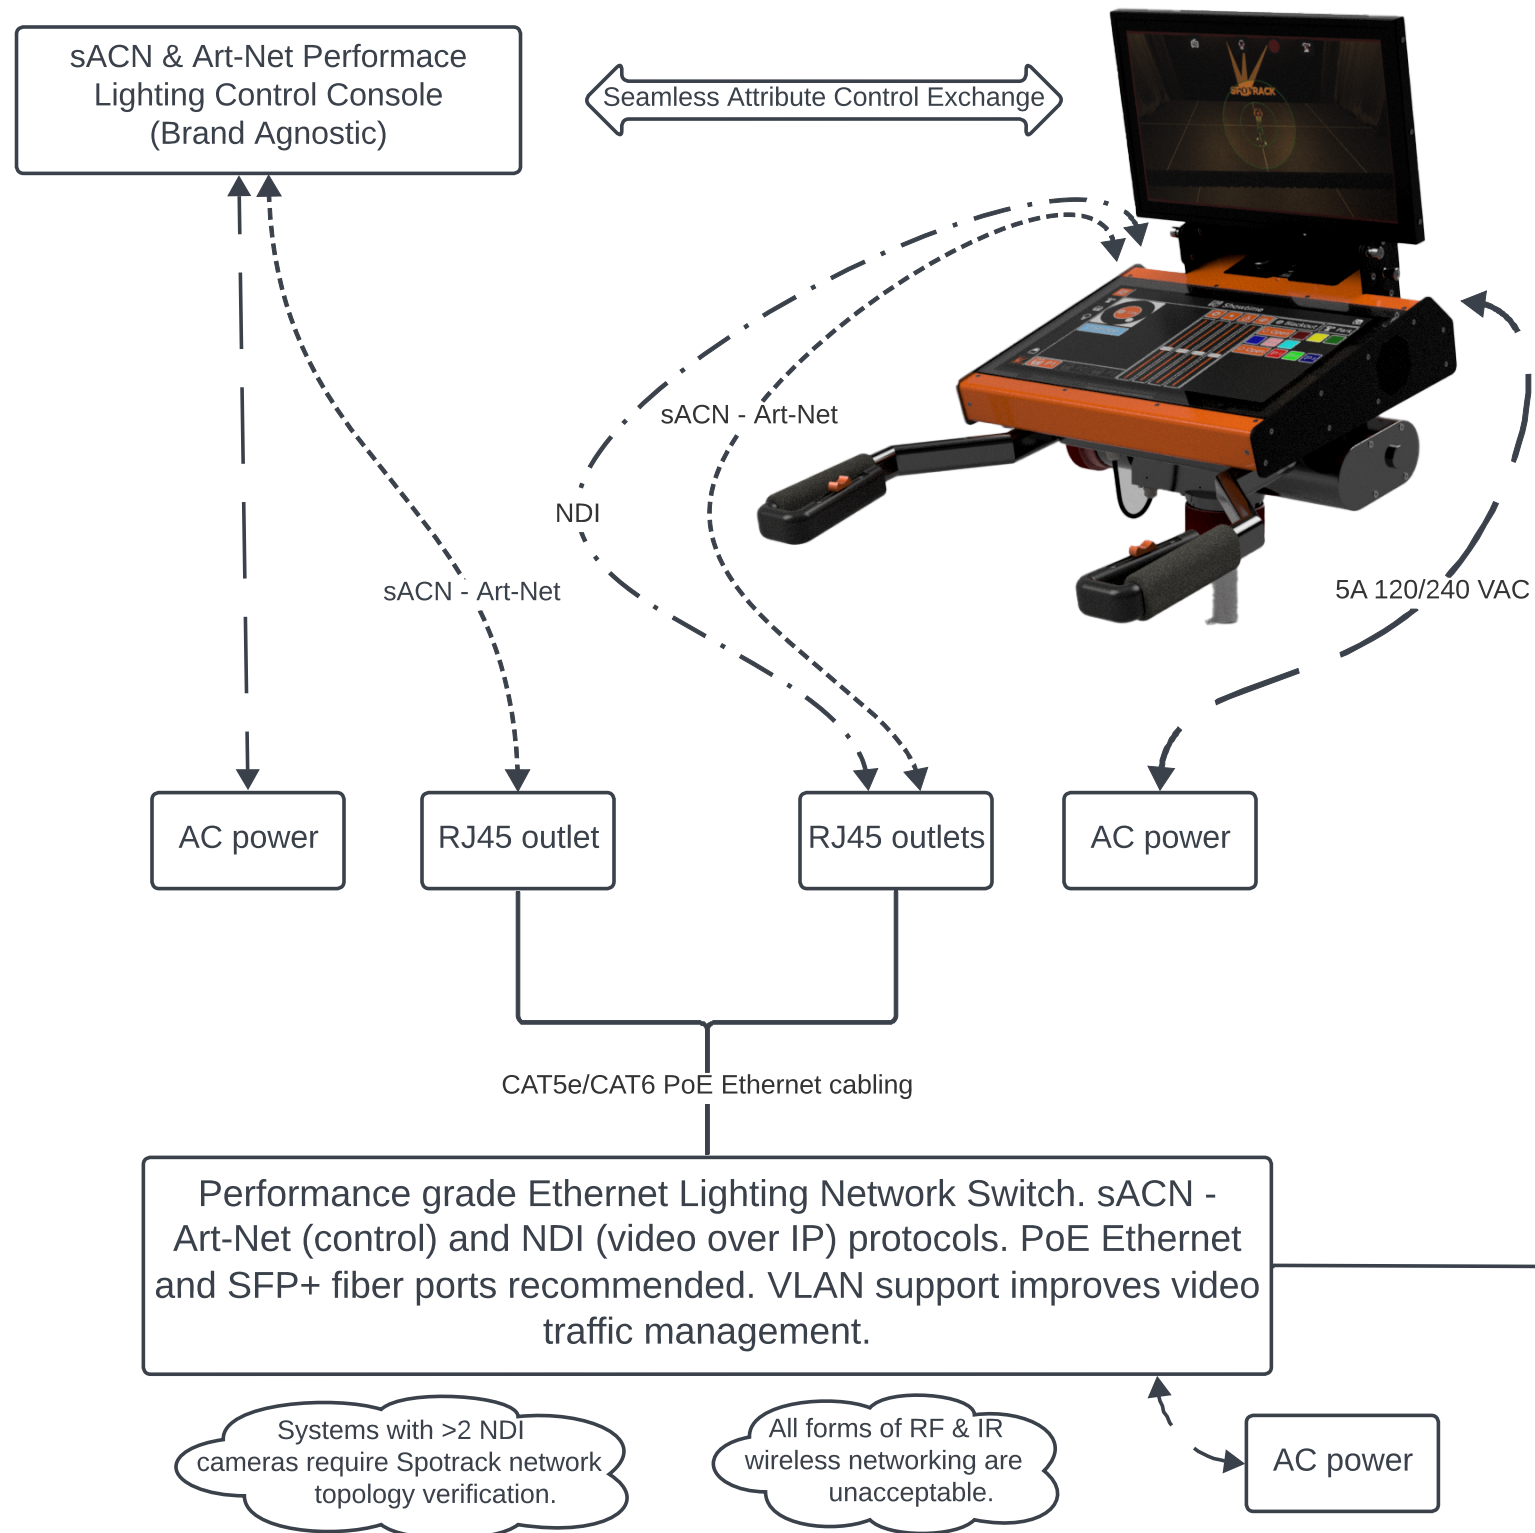 sACN & Art-Net Performace
Lighting Control Console
(Brand Agnostic)
Seamless Attribute Control Exchange
SPOTRACK
Showtime
Blackout
sACN - Art-Net
NDI
sACN - Art-Net
5A 120/240 VAC
AC power
RJ45 outlet
RJ45 outlets
AC power
CAT5e/CAT6 PoE Ethernet cabling
Performance grade Ethernet Lighting Network Switch. sACN -
Art-Net (control) and NDI (video over IP) protocols. PoE Ethernet
and SFP+ fiber ports recommended. VLAN support improves video
traffic management.
Systems with >2 NDI
cameras require Spotrack network
topology verification.
All forms of RF & IR
wireless networking are
unacceptable.
AC power